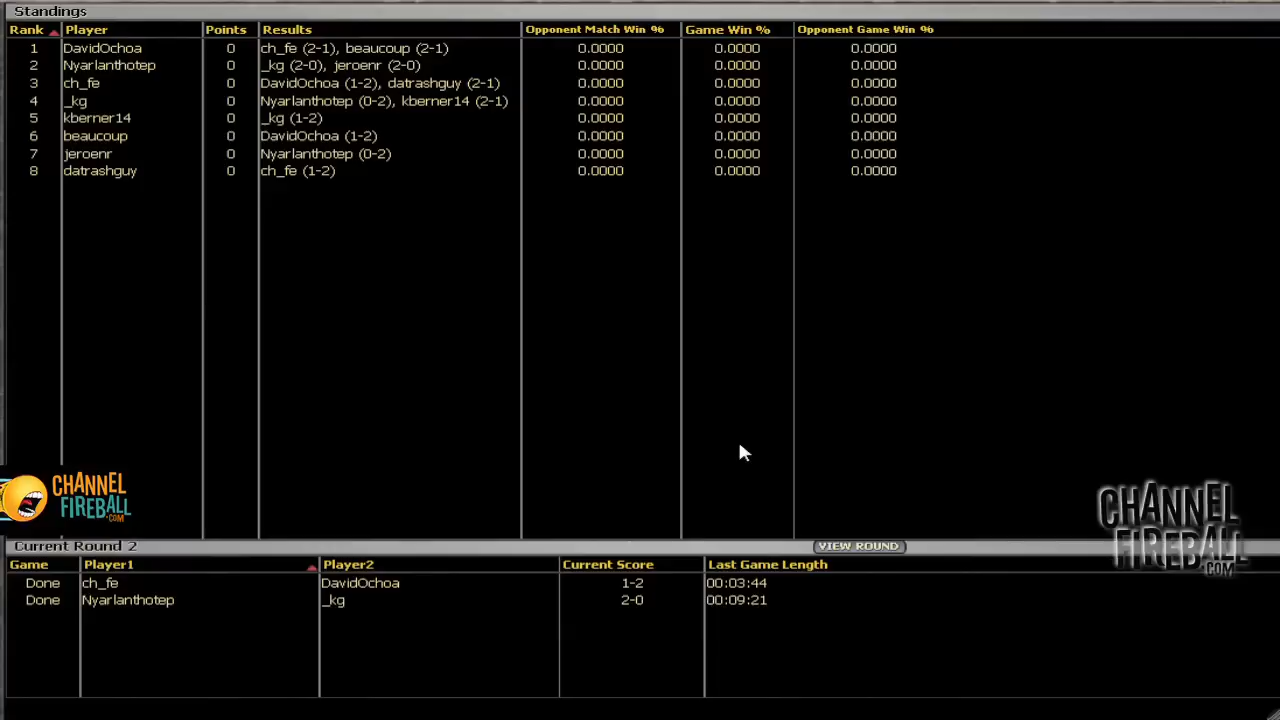 Standings
Rank Player Points Results Opponent Match Win % Game Win % Opponent Game Win %
1 DavidOchoa 0 ch_fe (2-1), beaucoup (2-1) 0.0000 0.0000 0.0000
2 Nyarlanthotep 0 _kg (2-0), jeroenr (2-0) 0.0000 0.0000 0.0000
3 ch_fe 0 DavidOchoa (1-2), datrashguy (2-1) 0.0000 0.0000 0.0000
4 _kg 0 Nyarlanthotep (0-2), kberner14 (2-1) 0.0000 0.0000 0.0000
5 kberner14 0 _kg (1-2) 0.0000 0.0000 0.0000
6 beaucoup 0 DavidOchoa (1-2) 0.0000 0.0000 0.0000
7 jeroenr 0 Nyarlanthotep (0-2) 0.0000 0.0000 0.0000
8 datrashguy 0 ch_fe (1-2) 0.0000 0.0000 0.0000
CHANNEL
FIREBALL
.COM
CHANNEL
FIREBALL
.COM
Current Round 2 VIEW ROUND
Game Player1 Player2 Current Score Last Game Length
Done ch_fe DavidOchoa 1-2 00:03:44
Done Nyarlanthotep _kg 2-0 00:09:21